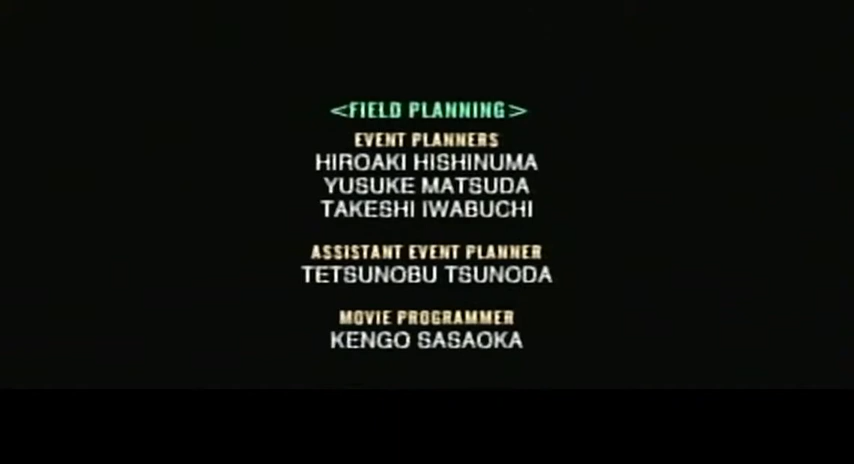 <FIELD PLANNING>
EVENT PLANNERS
HIROAKI HISHINUMA
YUSUKE MATSUDA
TAKESHI IWABUCHI
ASSISTANT EVENT PLANNER
TETSUNOBU TSUNODA
MOVIE PROGRAMMER
KENGO SASAOKA